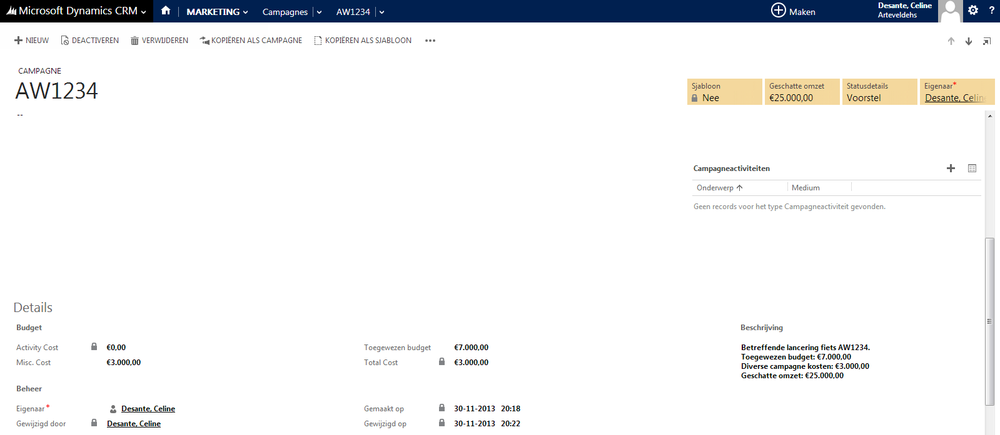 Microsoft Dynamics CRM MARKETING Campagnes AW1234 Maken Desante, Celine ?
Arteveldehs
NIEUW DEACTIVEREN VERWIJDEREN KOPIËREN ALS CAMPAGNE KOPIËREN ALS SJABLOON •••
CAMPAGNE
AW1234
--
Sjabloon Geschatte omzet Statusdetails Eigenaar*
Nee €25.000,00 Voorstel Desante, Celin
Campagneactiviteiten
Onderwerp Medium
Geen records voor het type Campagneactiviteit gevonden.
Details
Budget
Activity Cost €0,00 Toegewezen budget €7.000,00
Misc. Cost €3.000,00 Total Cost €3.000,00
Beschrijving
Betreffende lancering fiets AW1234.
Toegewezen budget: €7.000,00
Diverse campagne kosten: €3.000,00
Geschatte omzet: €25.000,00
Beheer
Eigenaar* Desante, Celine Gemaakt op 30-11-2013 20:18
Gewijzigd door Desante, Celine Gewijzigd op 30-11-2013 20:22